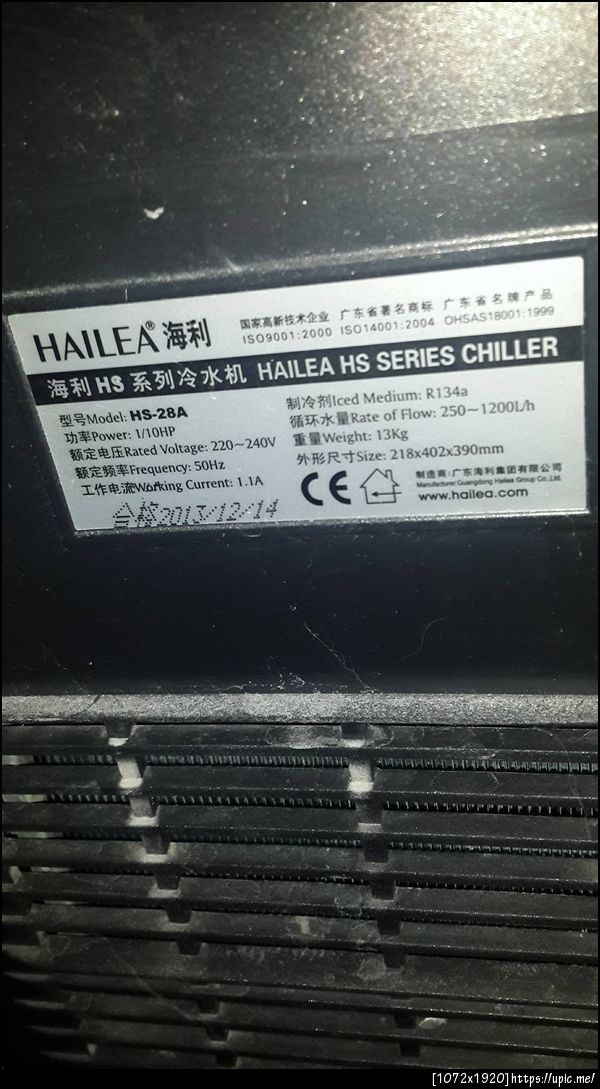 HAILEA® 海利
国家高新技术企业 广东省著名商标 广东省名牌产品
ISO9001:2000 ISO14001:2004 OHSAS18001:1999
海利 HS 系列冷水机 HAILEA HS SERIES CHILLER
型号Model: HS-28A
功率Power: 1/10HP
额定电压Rated Voltage: 220~240V
额定频率Frequency: 50Hz
工作电流Working Current: 1.1A
合格2013/12/14
制冷剂Iced Medium: R134a
循环水量Rate of Flow: 250~1200L/h
重量Weight: 13Kg
外形尺寸Size: 218x402x390mm
CE
制造商:广东海利集团有限公司
Manufacturer:Guangdong Hailea Group Co.,Ltd.
www.hailea.com
[1072x1920]https://upic.me/